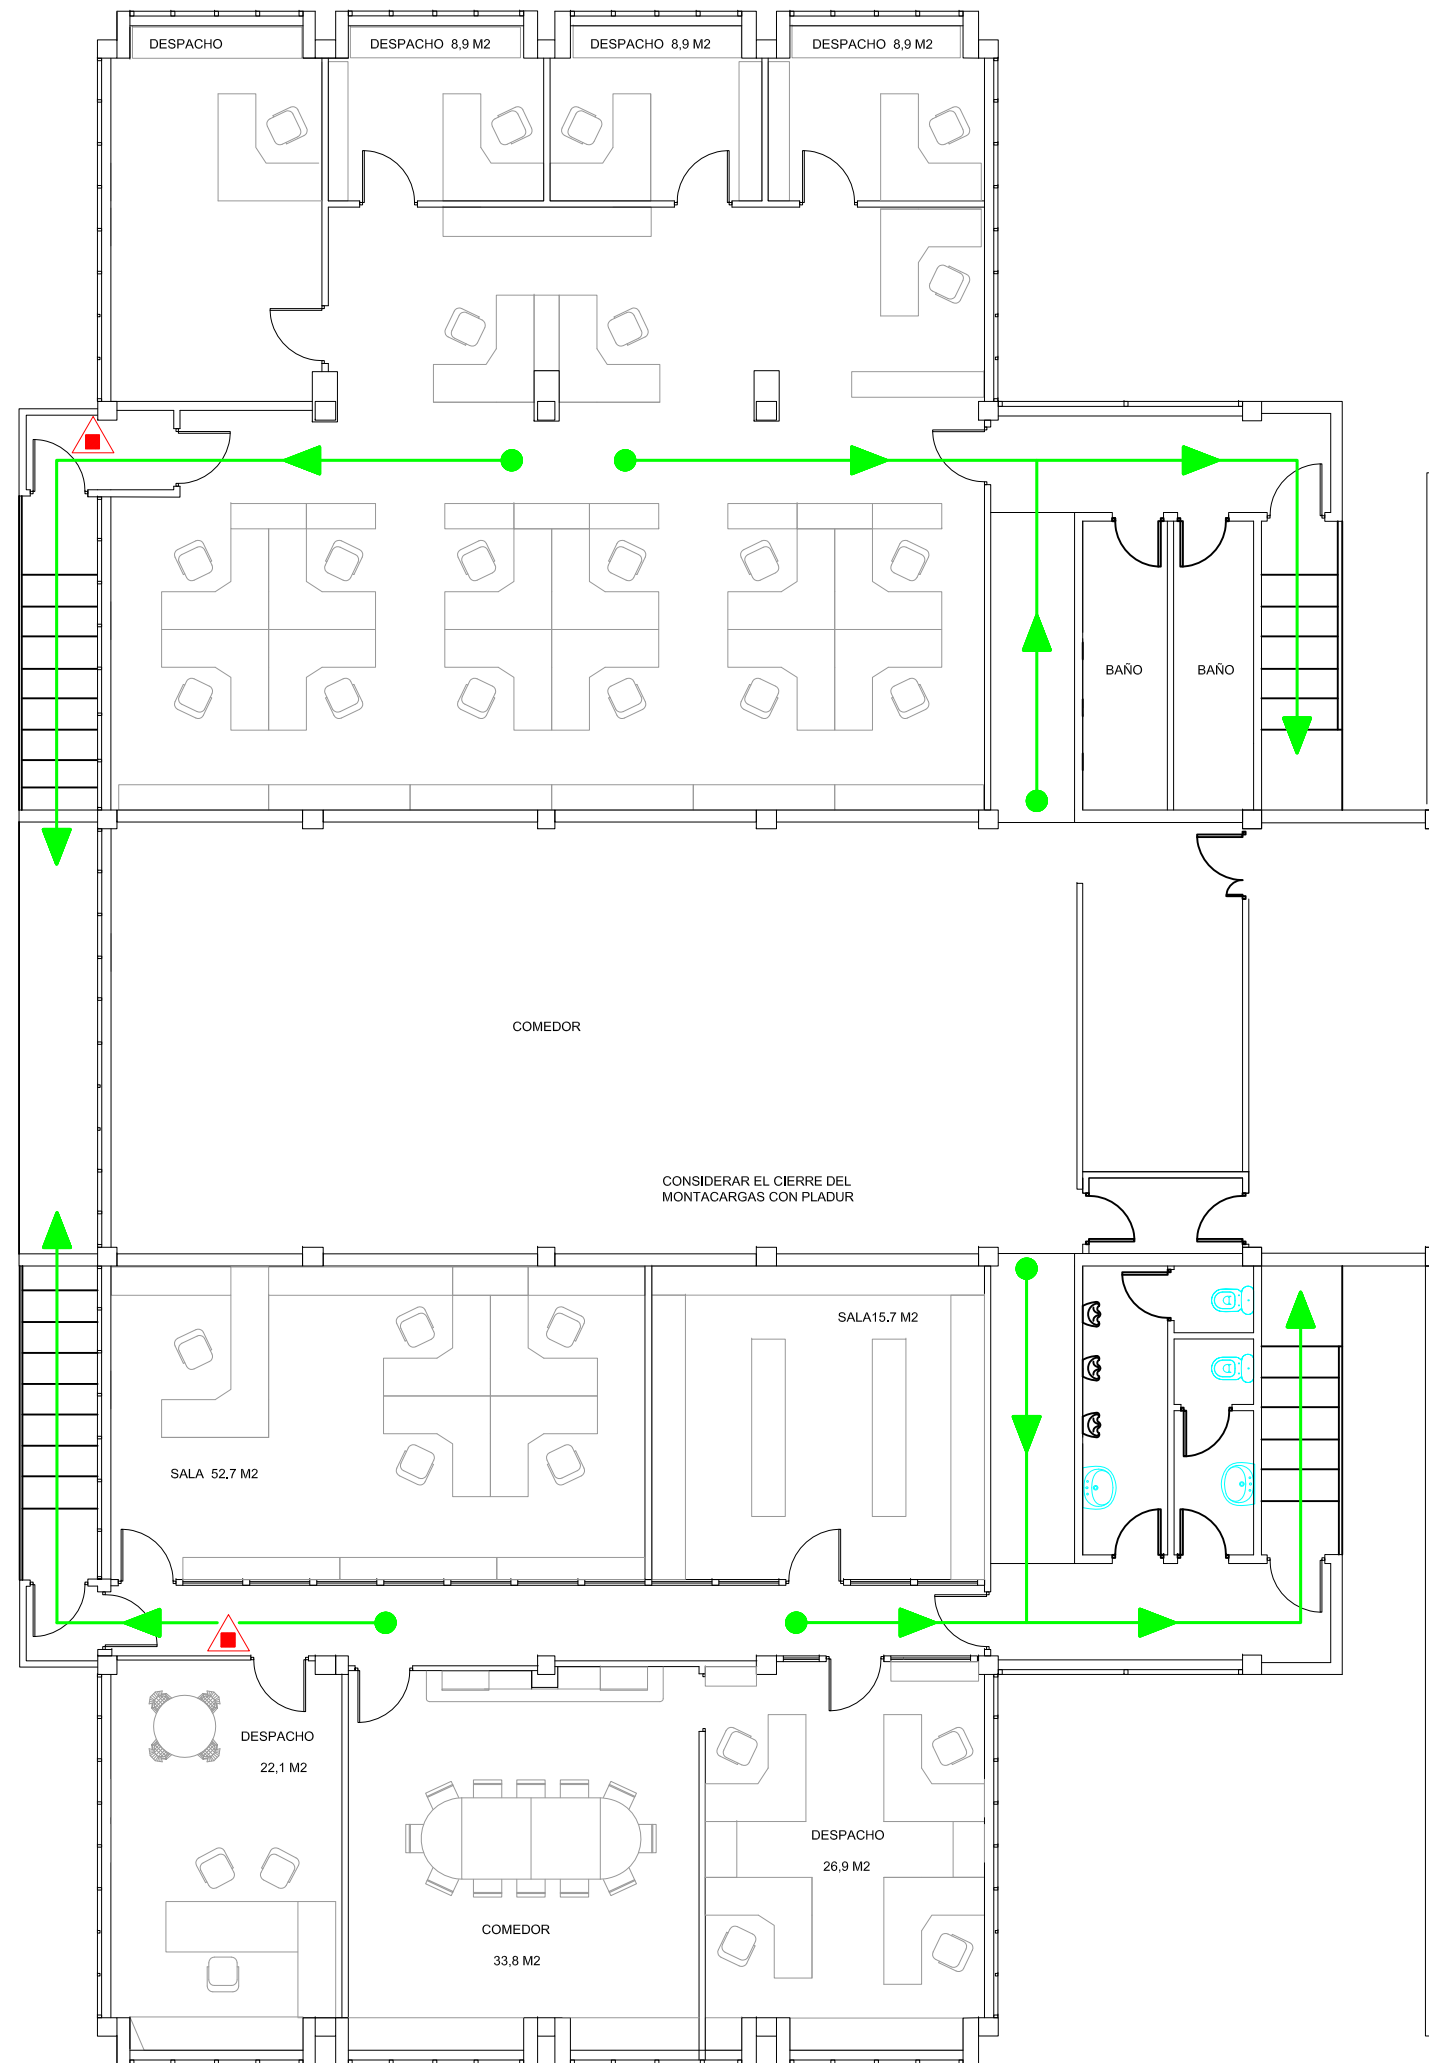 DESPACHO
DESPACHO 8,9 M2
DESPACHO 8,9 M2
DESPACHO 8,9 M2
BAÑO
BAÑO
COMEDOR
CONSIDERAR EL CIERRE DEL
MONTACARGAS CON PLADUR
SALA15.7 M2
SALA 52.7 M2
DESPACHO
22,1 M2
DESPACHO
26,9 M2
COMEDOR
33,8 M2